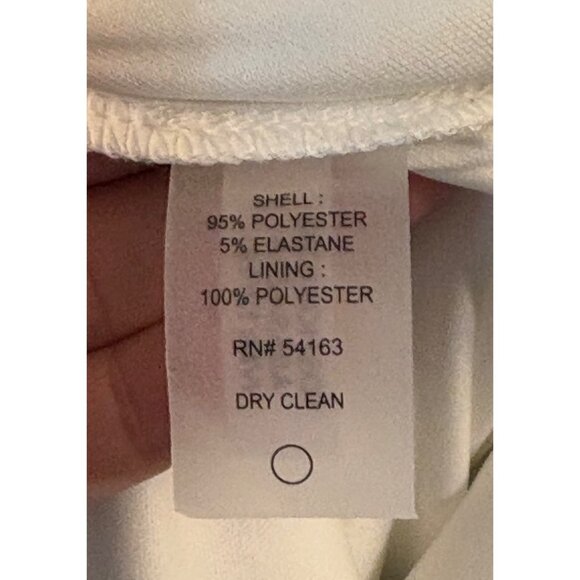 SHELL :
95% POLYESTER
5% ELASTANE
LINING :
100% POLYESTER
RN# 54163
DRY CLEAN